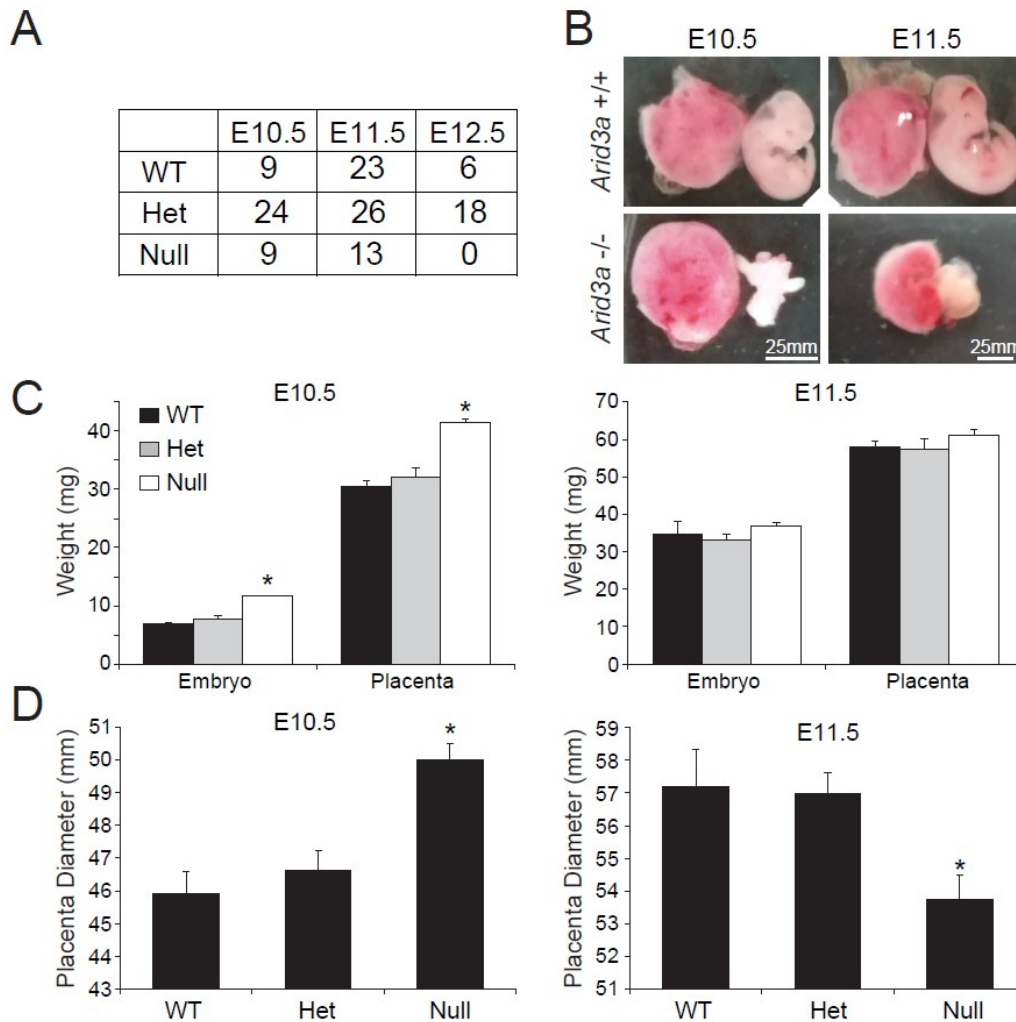 A
E10.5 E11.5 E12.5
WT 9 23 6
Het 24 26 18
Null 9 13 0
B
E10.5 E11.5
Arid3a +/+
Arid3a -/-
25mm 25mm
C
E10.5
WT
Het
Null
*
*
Weight (mg)
40
30
20
10
0
Embryo Placenta
E11.5
Weight (mg)
70
60
50
40
30
20
10
0
Embryo Placenta
D
E10.5
*
Placenta Diameter (mm)
51
50
49
48
47
46
45
44
43
WT Het Null
E11.5
*
Placenta Diameter (mm)
59
58
57
56
55
54
53
52
51
WT Het Null